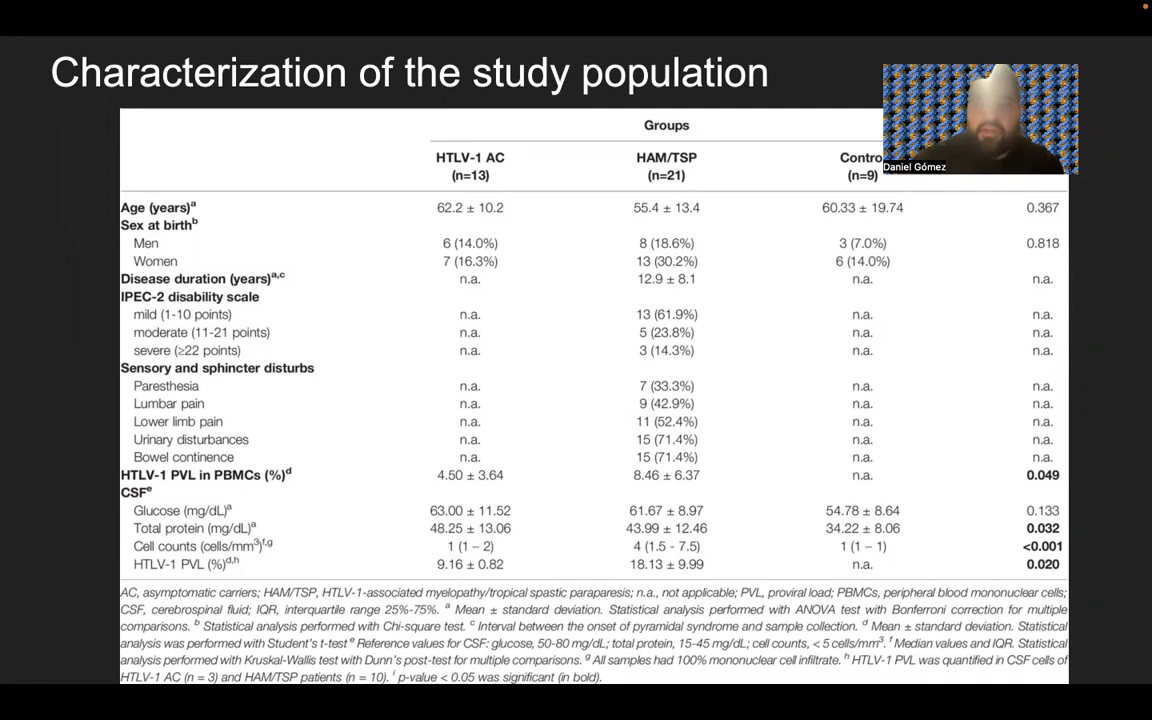 Characterization of the study population
Daniel Gómez
Groups
HTLV-1 AC HAM/TSP Contro
(n=13) (n=21) (n=9)
Age (years)a 62.2 ± 10.2 55.4 ± 13.4 60.33 ± 19.74 0.367
Sex at birthb
Men 6 (14.0%) 8 (18.6%) 3 (7.0%) 0.818
Women 7 (16.3%) 13 (30.2%) 6 (14.0%)
Disease duration (years)a,c n.a. 12.9 ± 8.1 n.a. n.a.
IPEC-2 disability scale
mild (1-10 points) n.a. 13 (61.9%) n.a. n.a.
moderate (11-21 points) n.a. 5 (23.8%) n.a. n.a.
severe (≥22 points) n.a. 3 (14.3%) n.a. n.a.
Sensory and sphincter disturbs
Paresthesia n.a. 7 (33.3%) n.a. n.a.
Lumbar pain n.a. 9 (42.9%) n.a. n.a.
Lower limb pain n.a. 11 (52.4%) n.a. n.a.
Urinary disturbances n.a. 15 (71.4%) n.a. n.a.
Bowel continence n.a. 15 (71.4%) n.a. n.a.
HTLV-1 PVL in PBMCs (%)d 4.50 ± 3.64 8.46 ± 6.37 n.a. 0.049
CSFe
Glucose (mg/dL)a 63.00 ± 11.52 61.67 ± 8.97 54.78 ± 8.64 0.133
Total protein (mg/dL)a 48.25 ± 13.06 43.99 ± 12.46 34.22 ± 8.06 0.032
Cell counts (cells/mm3)f,g 1 (1 – 2) 4 (1.5 - 7.5) 1 (1 – 1) <0.001
HTLV-1 PVL (%)d,h 9.16 ± 0.82 18.13 ± 9.99 n.a. 0.020
AC, asymptomatic carriers; HAM/TSP, HTLV-1-associated myelopathy/tropical spastic paraparesis; n.a., not applicable; PVL, proviral load; PBMCs, peripheral blood mononuclear cells;
CSF, cerebrospinal fluid; IQR, interquartile range 25%-75%. a Mean ± standard deviation. Statistical analysis performed with ANOVA test with Bonferroni correction for multiple
comparisons. b Statistical analysis performed with Chi-square test. c Interval between the onset of pyramidal syndrome and sample collection. d Mean ± standard deviation. Statistical
analysis was performed with Student's t-test e Reference values for CSF: glucose, 50-80 mg/dL; total protein, 15-45 mg/dL; cell counts, < 5 cells/mm3. f Median values and IQR. Statistical
analysis performed with Kruskal-Wallis test with Dunn's post-test for multiple comparisons. g All samples had 100% mononuclear cell infiltrate. h HTLV-1 PVL was quantified in CSF cells of
HTLV-1 AC (n = 3) and HAM/TSP patients (n = 10). i p-value < 0.05 was significant (in bold).